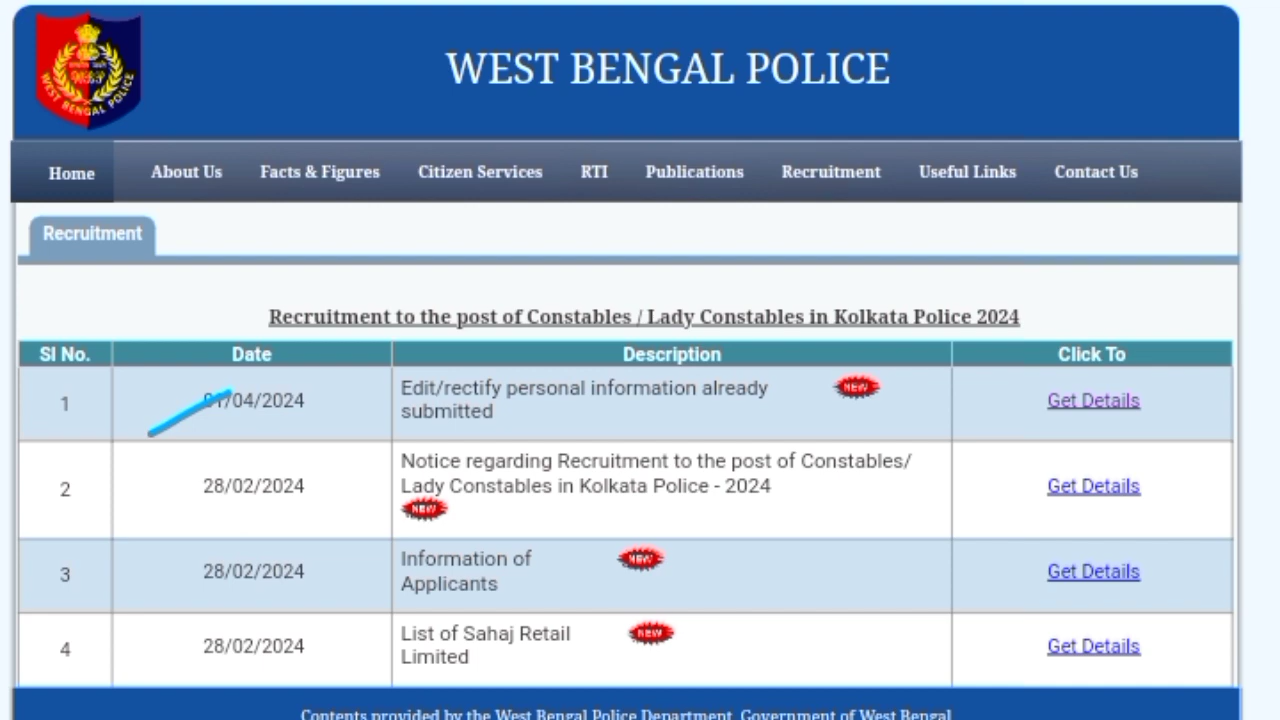 WEST BENGAL POLICE
WEST BENGAL POLICE
Home About Us Facts & Figures Citizen Services RTI Publications Recruitment Useful Links Contact Us
Recruitment
Recruitment to the post of Constables / Lady Constables in Kolkata Police 2024
Sl No. Date Description Click To
1 01/04/2024 Edit/rectify personal information already NEW Get Details
submitted
2 28/02/2024 Notice regarding Recruitment to the post of Constables/ Get Details
Lady Constables in Kolkata Police - 2024
NEW
3 28/02/2024 Information of NEW Get Details
Applicants
4 28/02/2024 List of Sahaj Retail NEW Get Details
Limited
Contents provided by the West Bengal Police Department, Government of West Bengal